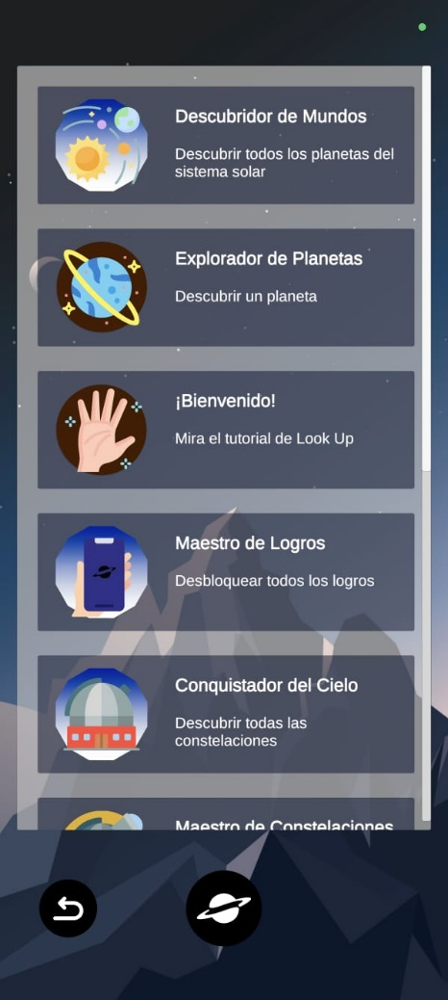 Descubridor de Mundos
Descubrir todos los planetas del
sistema solar
Explorador de Planetas
Descubrir un planeta
¡Bienvenido!
Mira el tutorial de Look Up
Maestro de Logros
Desbloquear todos los logros
Conquistador del Cielo
Descubrir todas las
constelaciones
Maestro de Constelaciones